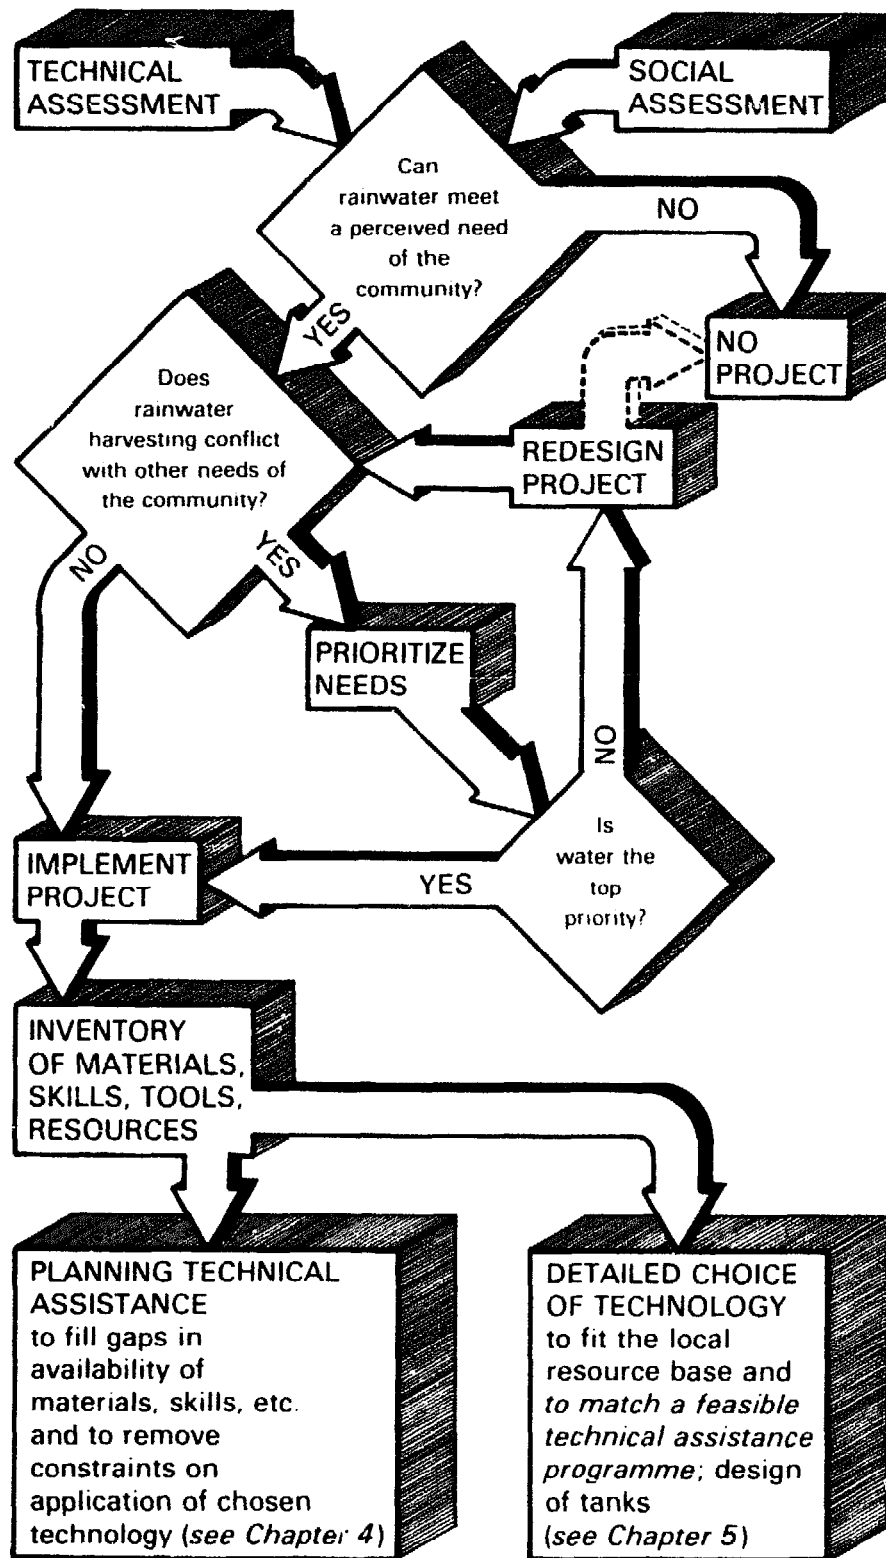 TECHNICAL
ASSESSMENT
SOCIAL
ASSESSMENT
Can
rainwater meet
a perceived need
of the
community?
NO
YES
NO
PROJECT
Does
rainwater
harvesting conflict
with other needs of
the community?
REDESIGN
PROJECT
NO
YES
PRIORITIZE
NEEDS
NO
Is
water the
top
priority?
YES
IMPLEMENT
PROJECT
INVENTORY
OF MATERIALS,
SKILLS, TOOLS,
RESOURCES
PLANNING TECHNICAL
ASSISTANCE
to fill gaps in
availability of
materials, skills, etc.
and to remove
constraints on
application of chosen
technology (see Chapter 4)
DETAILED CHOICE
OF TECHNOLOGY
to fit the local
resource base and
to match a feasible
technical assistance
programme; design
of tanks
(see Chapter 5)